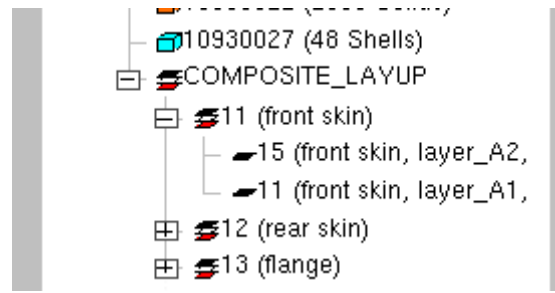 10930027 (48 Shells)
COMPOSITE_LAYUP
11 (front skin)
15 (front skin, layer_A2,
11 (front skin, layer_A1,
12 (rear skin)
13 (flange)